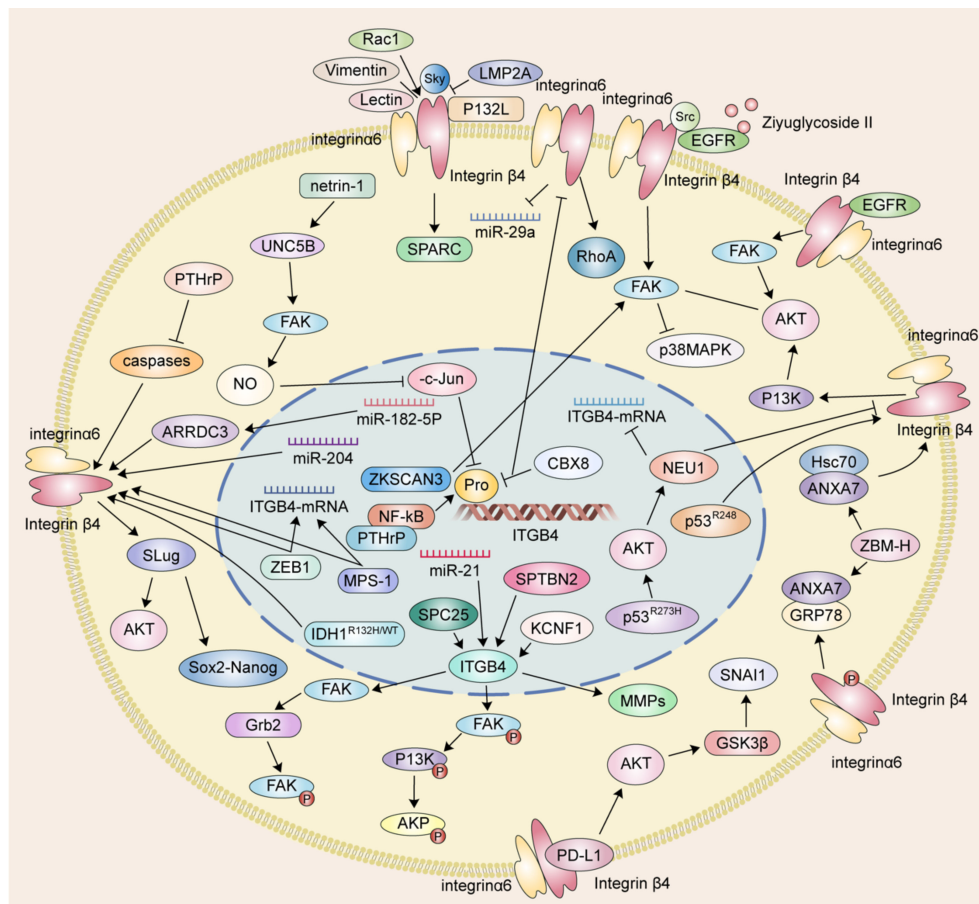 Rac1
Vimentin
Lectin
Sky
LMP2A
P132L
integrinα6
Integrin β4
integrinα6
integrinα6
Src
EGFR
Ziyuglycoside II
Integrin β4
Integrin β4
EGFR
integrinα6
netrin-1
UNC5B
SPARC
miR-29a
RhoA
FAK
FAK
AKT
p38MAPK
PTHrP
caspases
FAK
NO
-c-Jun
miR-182-5P
ITGB4-mRNA
P13K
integrinα6
Integrin β4
integrinα6
Integrin β4
ARRDC3
miR-204
ZKSCAN3
Pro
CBX8
NEU1
Hsc70
ANXA7
ITGB4-mRNA
NF-kB
PTHrP
ITGB4
p53R248
ZBM-H
SLug
ZEB1
MPS-1
miR-21
SPTBN2
AKT
ANXA7
GRP78
AKT
IDH1R132H/WT
SPC25
KCNF1
p53R273H
Sox2-Nanog
ITGB4
FAK
MMPs
SNAI1
P
Integrin β4
integrinα6
Grb2
FAK
P
P13K
P
AKT
GSK3β
FAK
P
AKP
P
PD-L1
integrinα6
Integrin β4